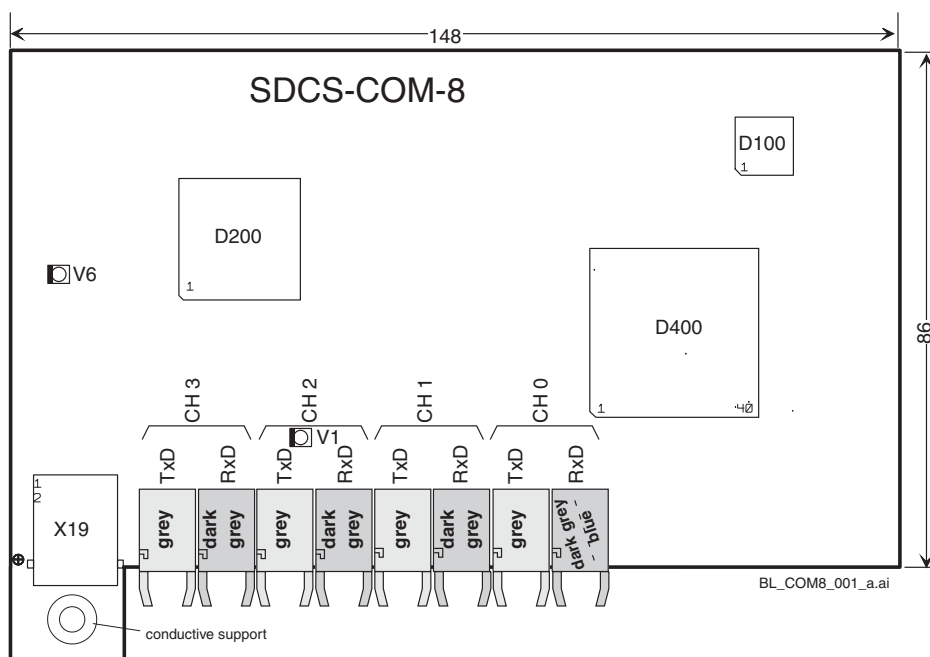 148
SDCS-COM-8
D100
1
D200
1
V6
D400
1
40
86
CH 3
CH 2
CH 1
CH 0
V1
TxD
RxD
TxD
RxD
TxD
RxD
TxD
RxD
1
2
X19
grey
dark
grey
grey
dark
grey
grey
dark
grey
grey
dark grey -
- blue -
BL_COM8_001_a.ai
conductive support